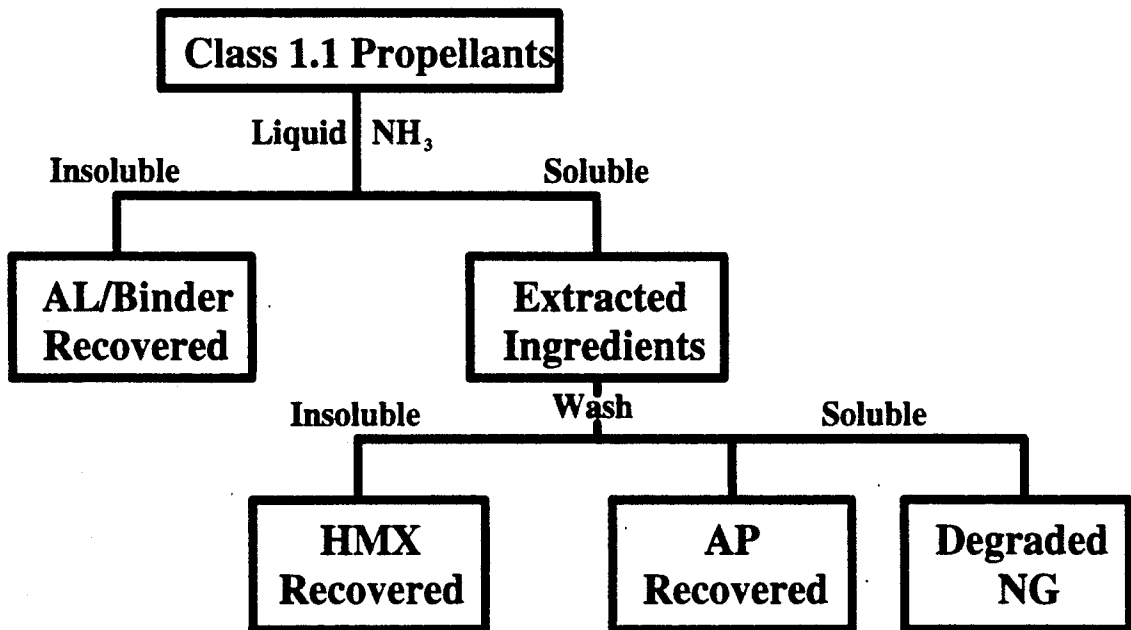 Class 1.1 Propellants
Liquid NH₃
Insoluble
Soluble
AL/Binder
Recovered
Extracted
Ingredients
Wash
Insoluble
Soluble
HMX
Recovered
AP
Recovered
Degraded
NG